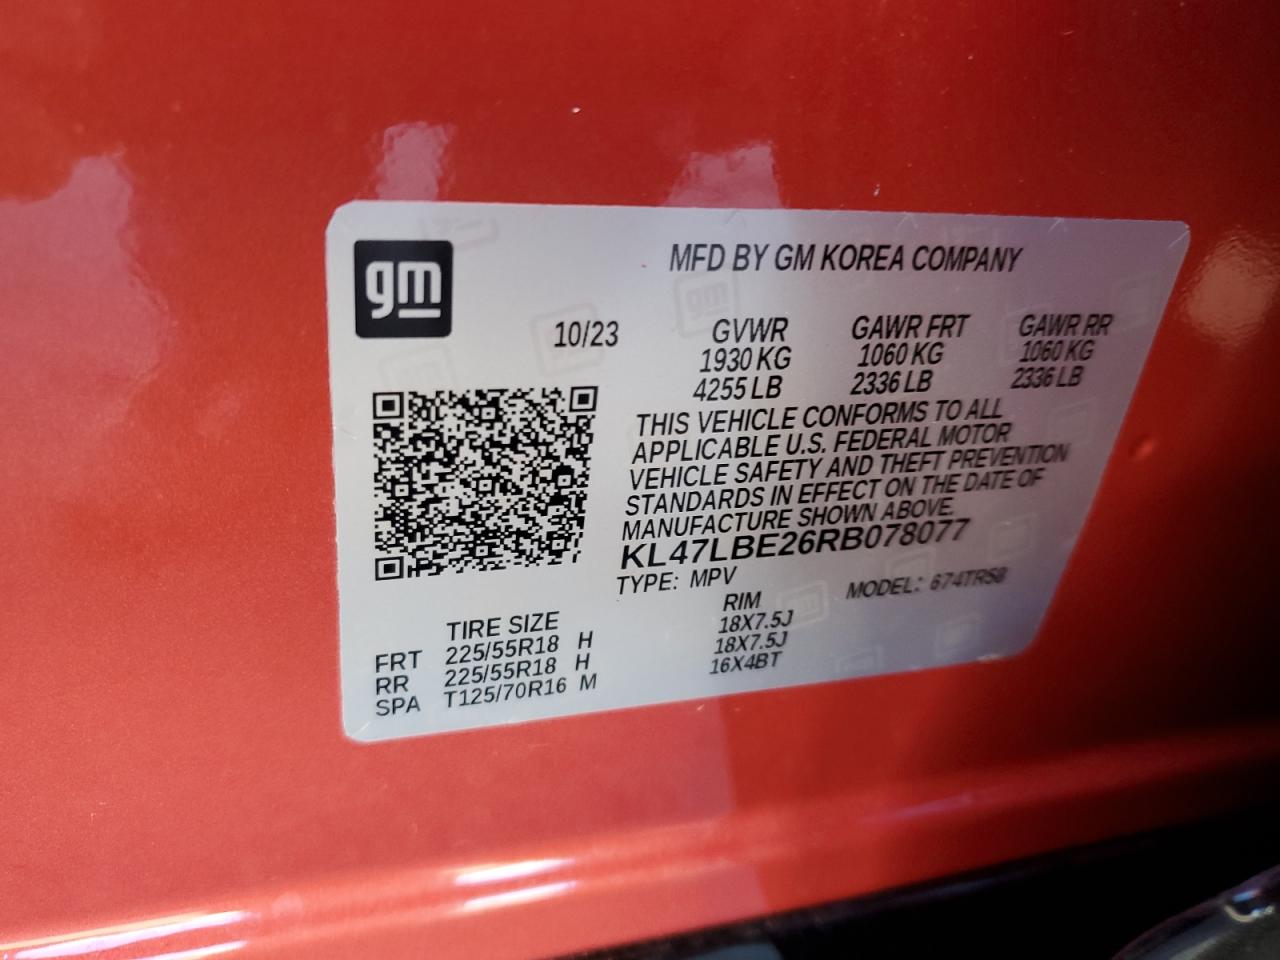 gm
MFD BY GM KOREA COMPANY
10/23
GVWR GAWR FRT GAWR RR
1930 KG 1060 KG 1060 KG
4255 LB 2336 LB 2336 LB
THIS VEHICLE CONFORMS TO ALL
APPLICABLE U.S. FEDERAL MOTOR
VEHICLE SAFETY AND THEFT PREVENTION
STANDARDS IN EFFECT ON THE DATE OF
MANUFACTURE SHOWN ABOVE.
KL47LBE26RB078077
TYPE: MPV MODEL: 674TR58
TIRE SIZE RIM
FRT 225/55R18 H 18X7.5J
RR 225/55R18 H 18X7.5J
SPA T125/70R16 M 16X4BT